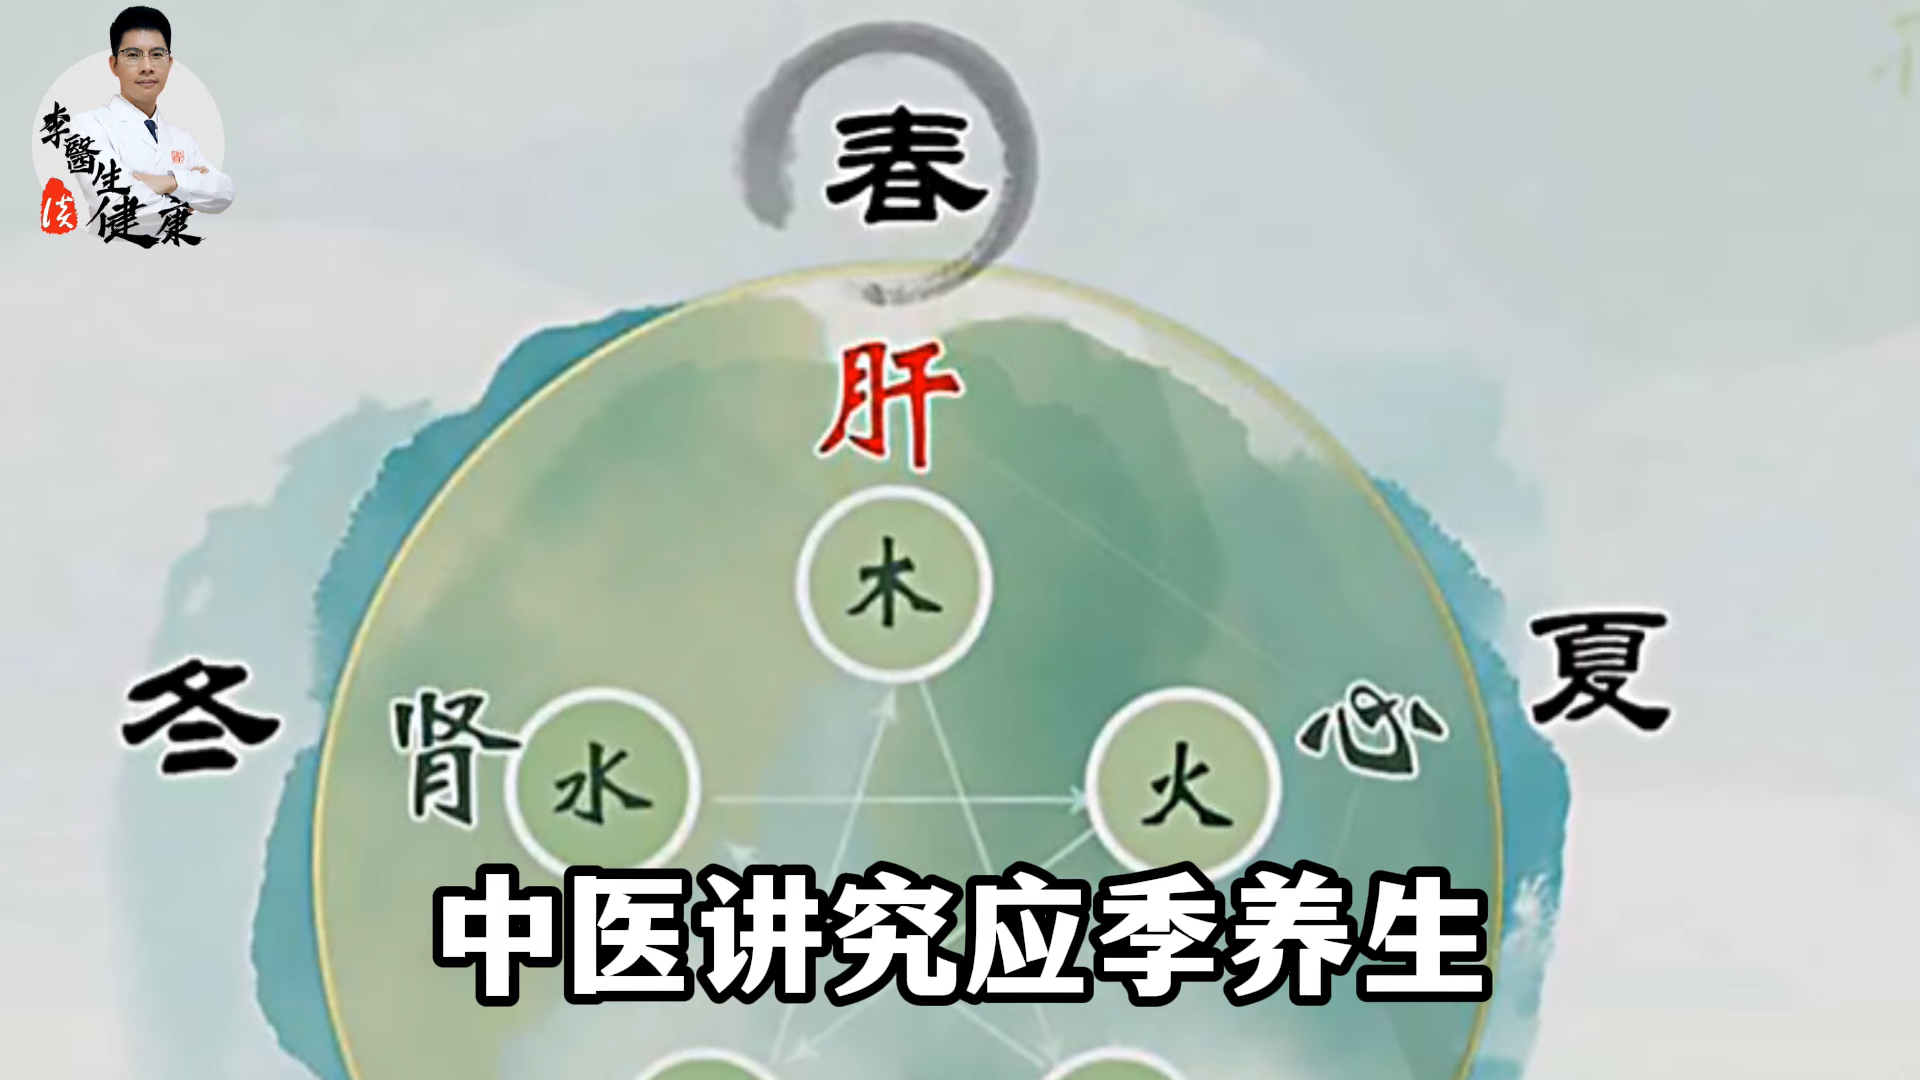 李醫生
谈健康
春
肝
木
冬
肾
水
火
心
夏
中医讲究应季养生